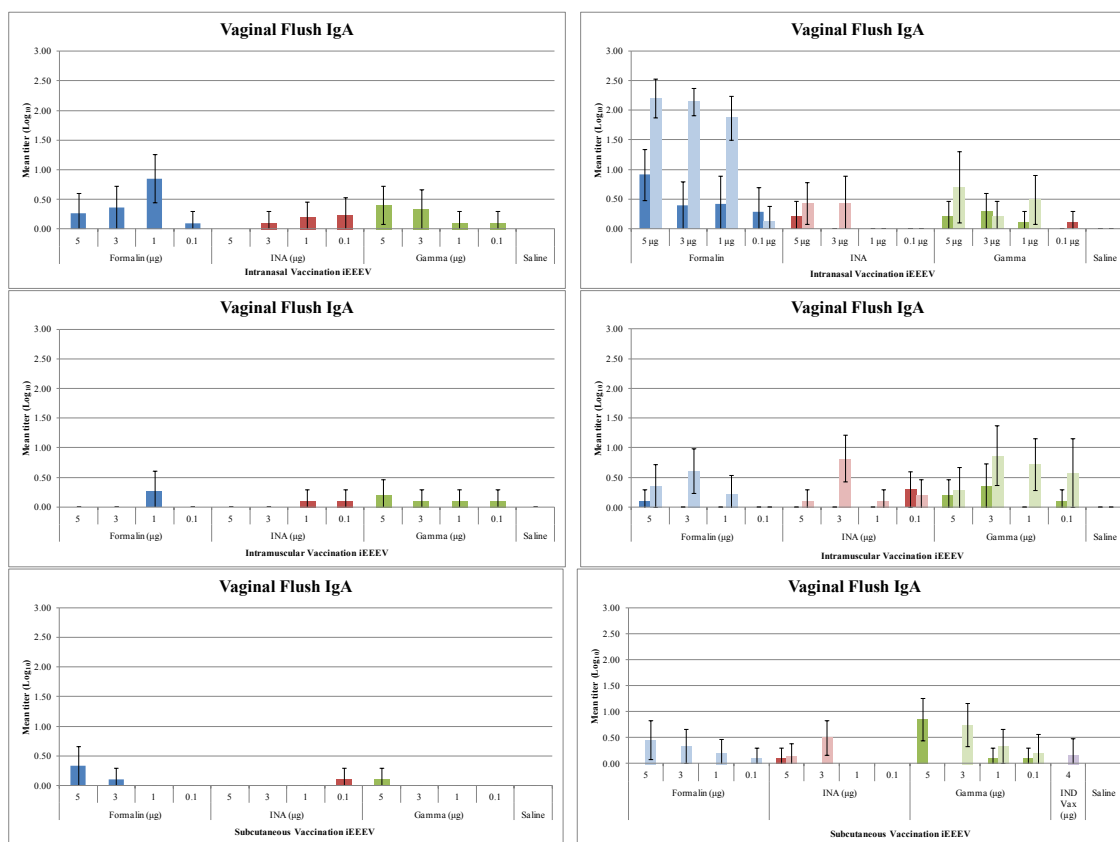 Vaginal Flush IgA
Mean titer (Log10)
3.00
2.50
2.00
1.50
1.00
0.50
0.00
5 3 1 0.1 5 3 1 0.1 5 3 1 0.1
Formalin (µg) INA (µg) Gamma (µg) Saline
Intranasal Vaccination iEEEV
Vaginal Flush IgA
Mean titer (Log10)
3.00
2.50
2.00
1.50
1.00
0.50
0.00
5 µg 3 µg 1 µg 0.1 µg 5 µg 3 µg 1 µg 0.1 µg 5 µg 3 µg 1 µg 0.1 µg
Formalin INA Gamma Saline
Intranasal Vaccination iEEEV
Vaginal Flush IgA
Mean titer (Log10)
3.00
2.50
2.00
1.50
1.00
0.50
0.00
5 3 1 0.1 5 3 1 0.1 5 3 1 0.1
Formalin (µg) INA (µg) Gamma (µg) Saline
Intramuscular Vaccination iEEEV
Vaginal Flush IgA
Mean titer (Log10)
3.00
2.50
2.00
1.50
1.00
0.50
0.00
5 3 1 0.1 5 3 1 0.1 5 3 1 0.1
Formalin (µg) INA (µg) Gamma (µg) Saline
Intramuscular Vaccination iEEEV
Vaginal Flush IgA
Mean titer (Log10)
3.00
2.50
2.00
1.50
1.00
0.50
0.00
5 3 1 0.1 5 3 1 0.1 5 3 1 0.1
Formalin (µg) INA (µg) Gamma (µg) Saline
Subcutaneous Vaccination iEEEV
Vaginal Flush IgA
Mean titer (Log10)
3.00
2.50
2.00
1.50
1.00
0.50
0.00
5 3 1 0.1 5 3 1 0.1 5 3 1 0.1 4
Formalin (µg) INA (µg) Gamma (µg) IND Saline
Vax
(µg)
Subcutaneous Vaccination iEEEV